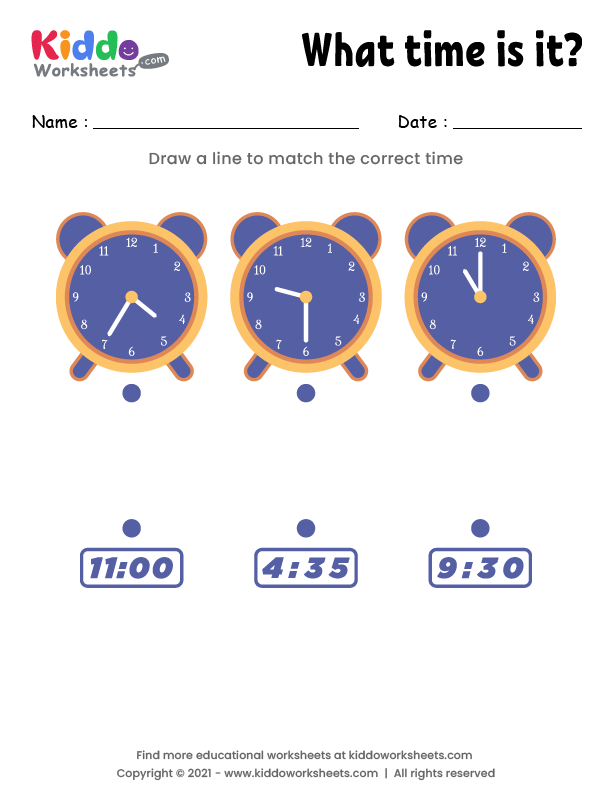 Kiddo
Worksheets.com
What time is it?
Name :
Date :
Draw a line to match the correct time
12 1 2 3 4 5 6 7 8 9 10 11
12 1 2 3 4 5 6 7 8 9 10 11
12 1 2 3 4 5 6 7 8 9 10 11
11:00
4:35
9:30
Find more educational worksheets at kiddoworksheets.com
Copyright © 2021 - www.kiddoworksheets.com | All rights reserved